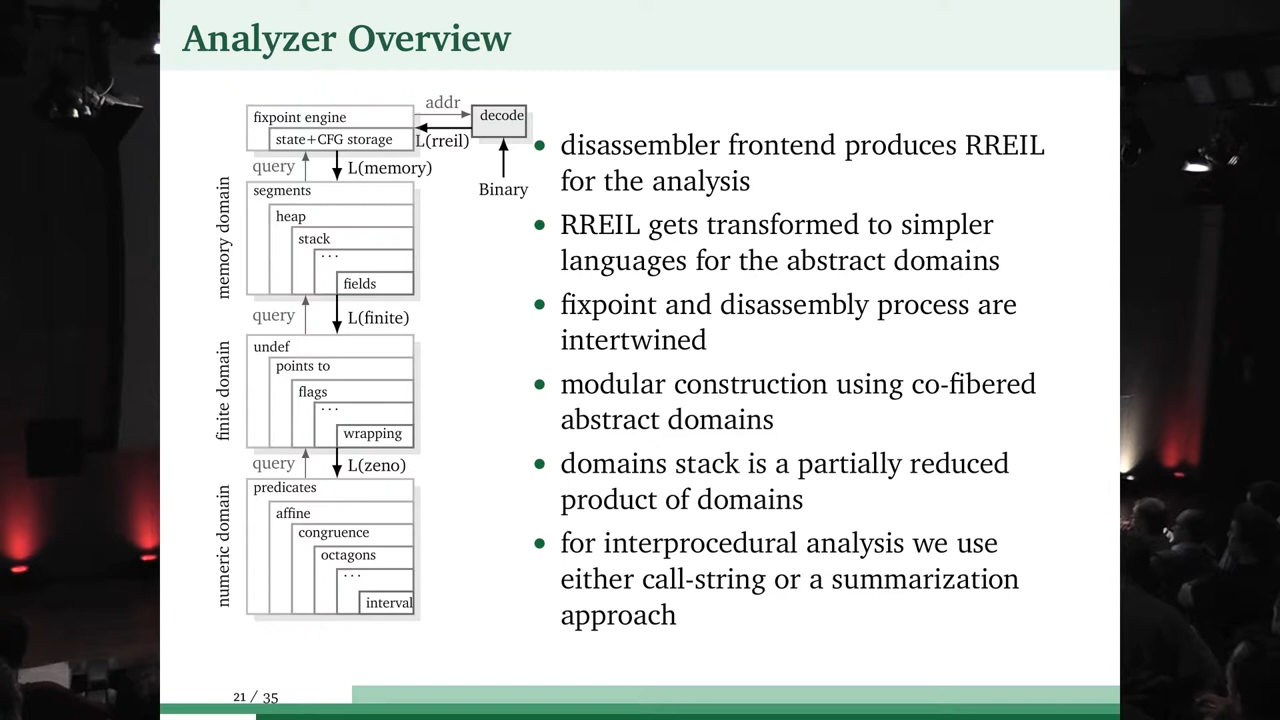 Analyzer Overview
fixpoint engine
state+CFG storage
addr
decode
L(rreil)
Binary
query
L(memory)
memory domain
segments
heap
stack
...
fields
query
L(finite)
finite domain
undef
points to
flags
...
wrapping
query
L(zeno)
numeric domain
predicates
affine
congruence
octagons
...
interval
• disassembler frontend produces RREIL
for the analysis
• RREIL gets transformed to simpler
languages for the abstract domains
• fixpoint and disassembly process are
intertwined
• modular construction using co-fibered
abstract domains
• domains stack is a partially reduced
product of domains
• for interprocedural analysis we use
either call-string or a summarization
approach
21 / 35